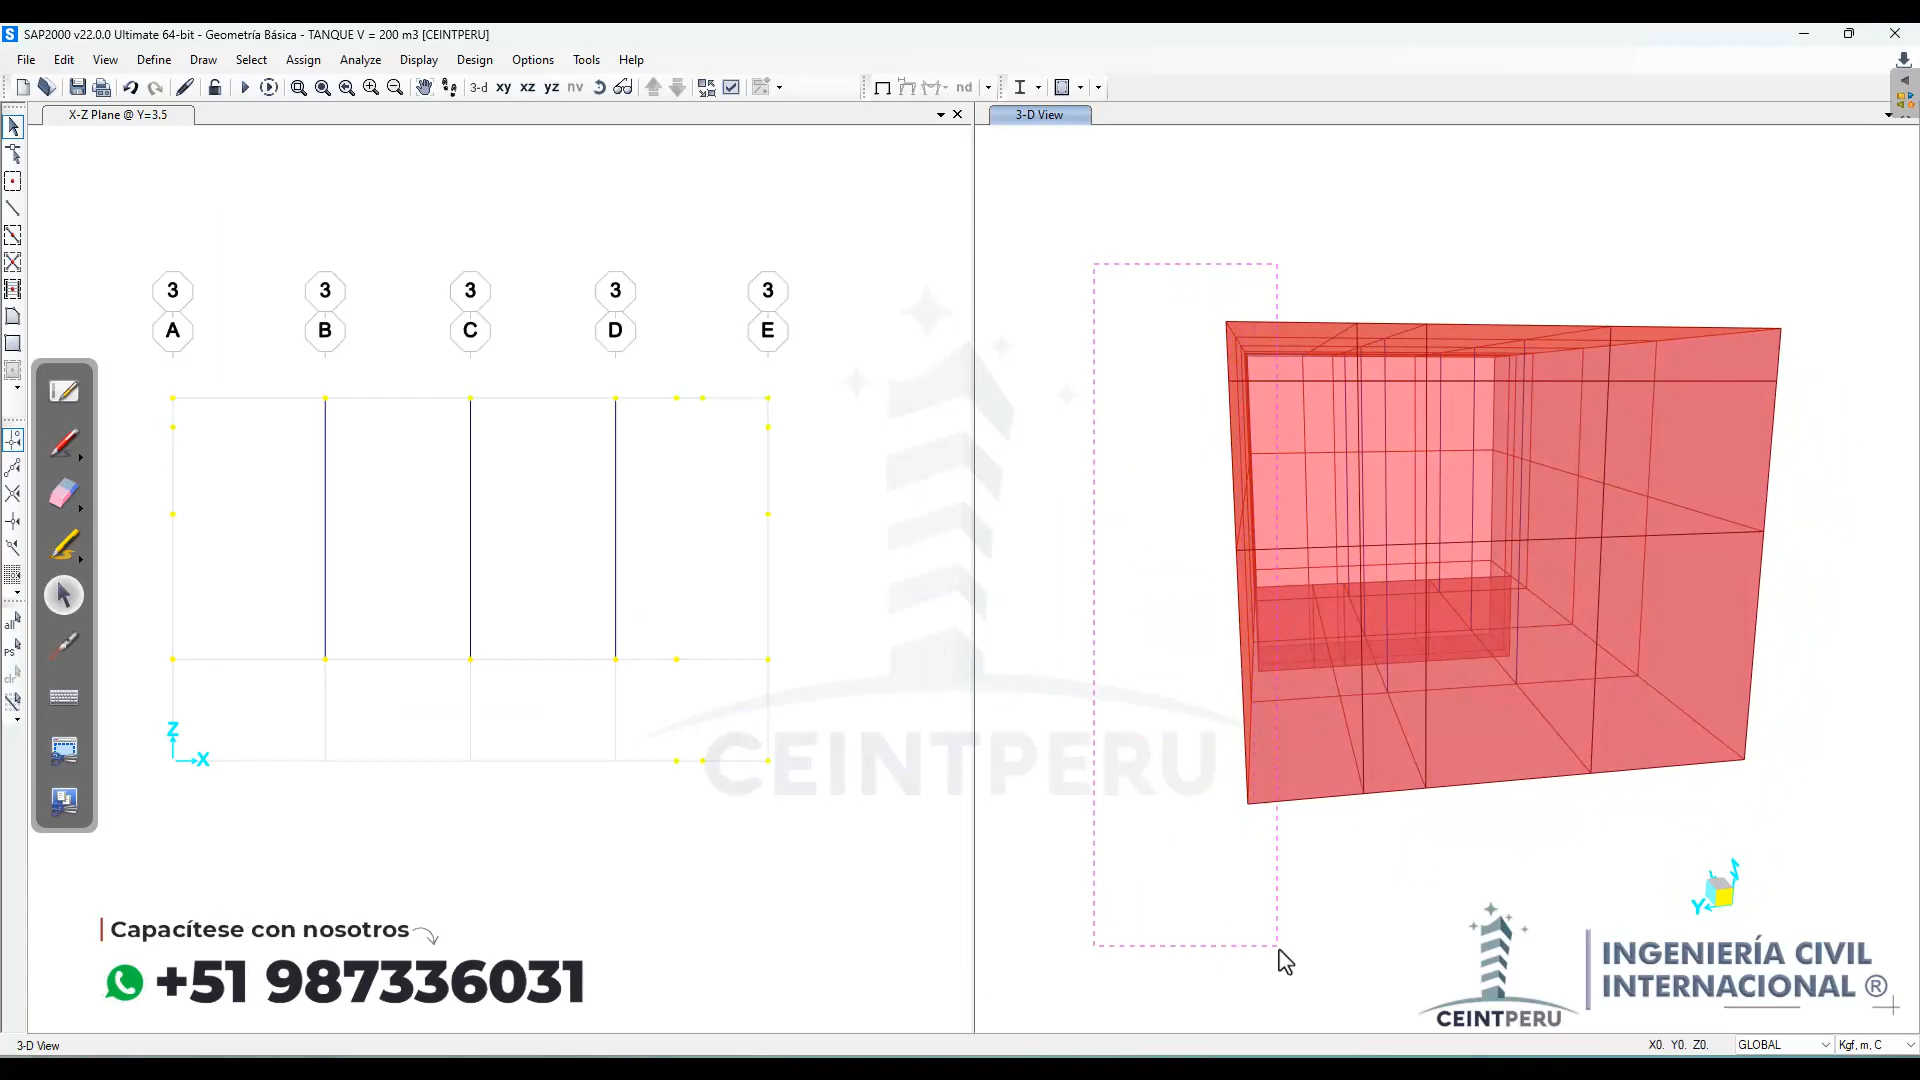 SAP2000 v22.0.0 Ultimate 64-bit - Geometría Básica - TANQUE V = 200 m3 [CEINTPERU]
File Edit View Define Draw Select Assign Analyze Display Design Options Tools Help
3-d xy xz yz nv nd
X-Z Plane @ Y=3.5
3-D View
3 3 3 3 3
A B C D E
all
PS
clr
Z
X
CEINTPERU
Y
Capacítese con nosotros
+51 987336031
INGENIERÍA CIVIL
INTERNACIONAL ®
CEINTPERU
3-D View
X0. Y0. Z0.
GLOBAL
Kgf, m, C